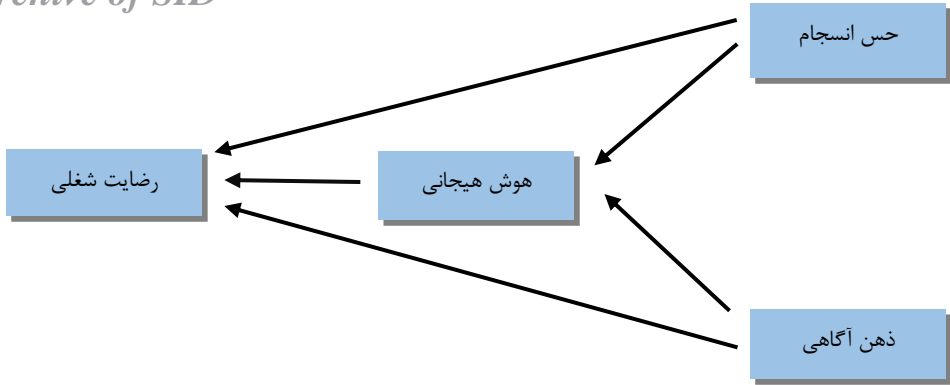 Archive of SID
حس انسجام
هوش هیجانی
رضایت شغلی
ذهن آگاهی